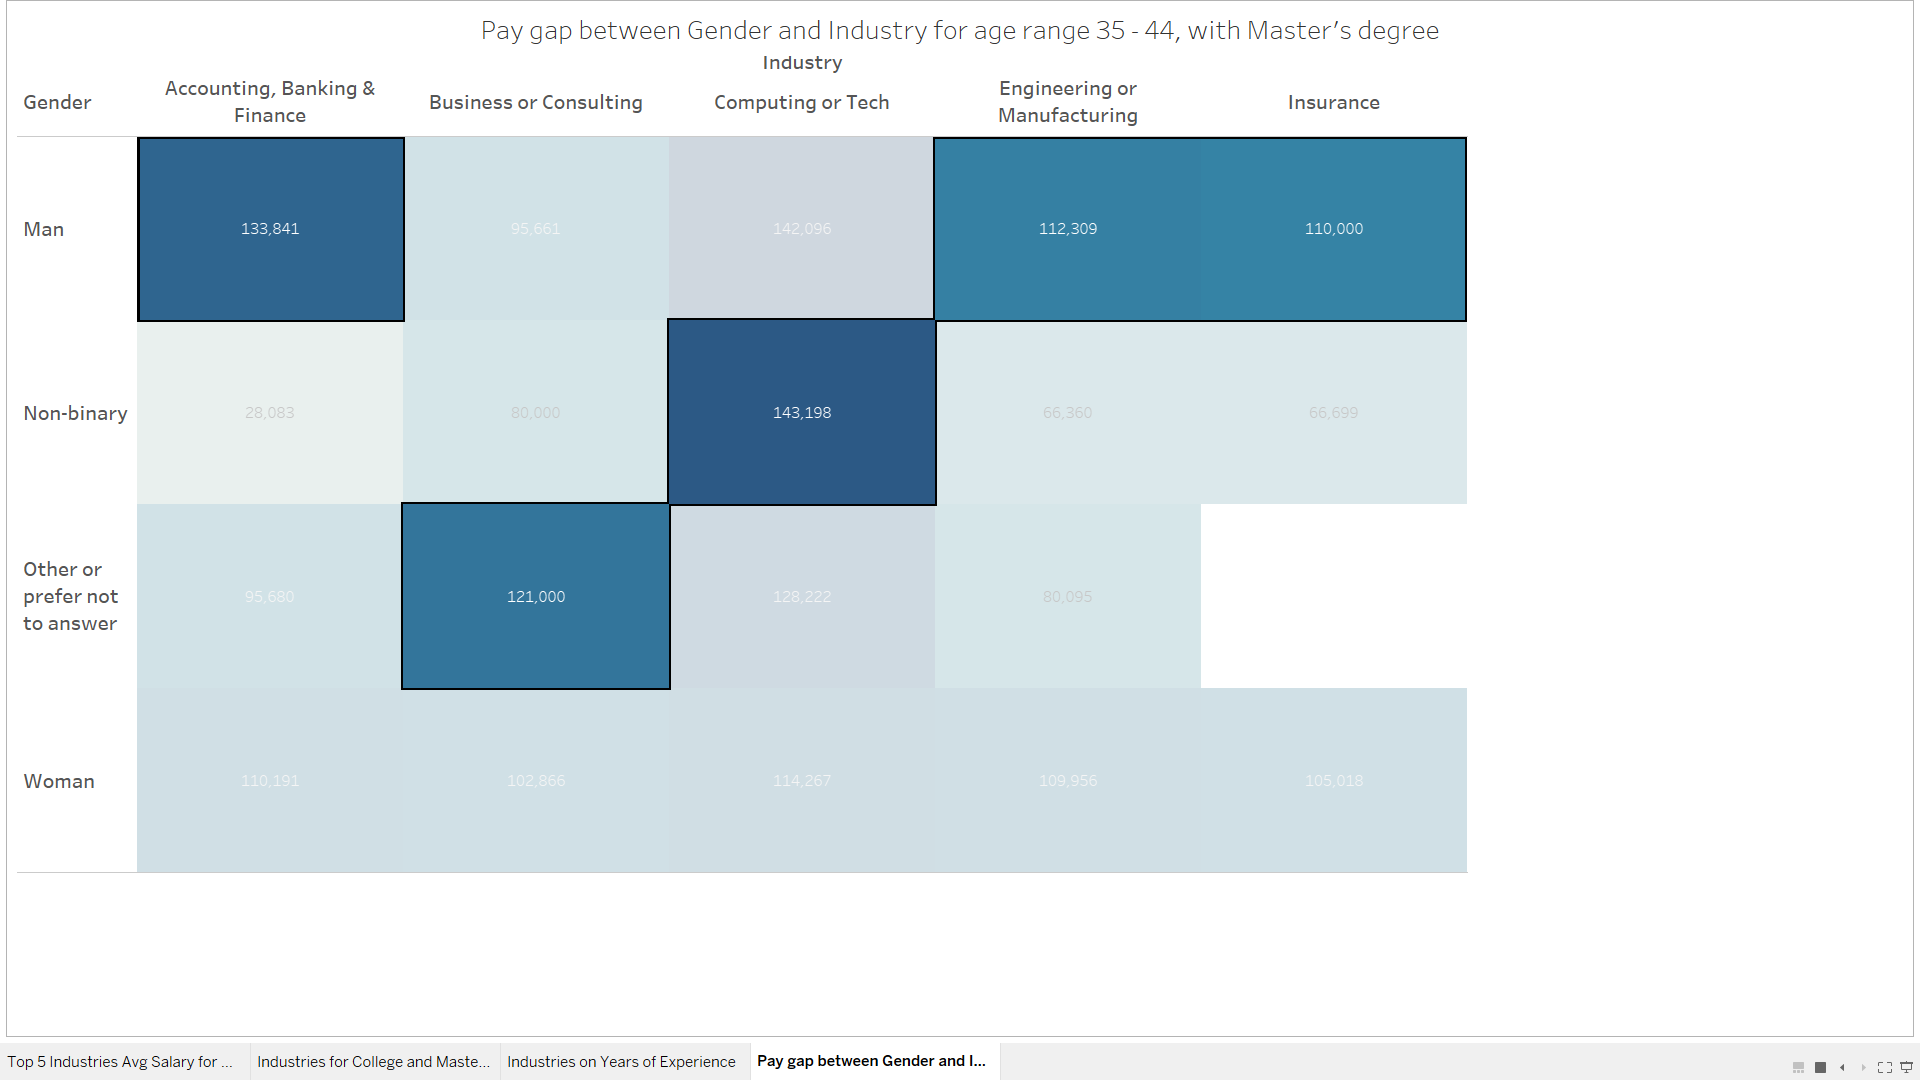 Pay gap between Gender and Industry for age range 35 - 44, with Master’s degree
Industry
Gender
Accounting, Banking &
Finance
Business or Consulting
Computing or Tech
Engineering or
Manufacturing
Insurance
Man
133,841
95,661
142,096
112,309
110,000
Non-binary
28,083
80,000
143,198
66,360
66,699
Other or
prefer not
to answer
95,680
121,000
128,222
80,095
Woman
110,191
102,866
114,267
109,956
105,018
Top 5 Industries Avg Salary for ...
Industries for College and Maste...
Industries on Years of Experience
Pay gap between Gender and I...